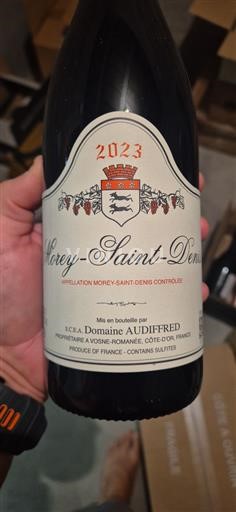 2023
Morey-Saint-Denis
APPELLATION MOREY-SAINT-DENIS CONTRÔLÉE
Mis en bouteille par
S.C.E.A. Domaine AUDIFFRED
PROPRIÉTAIRE A VOSNE-ROMANÉE, CÔTE-D'OR, FRANCE
PRODUCE OF FRANCE - CONTAINS SULFITES